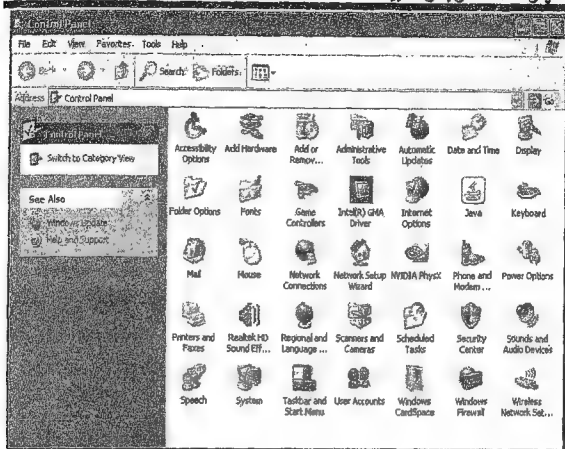 Control Panel
File Edit View Favorites Tools Help
Back Search Folders
Address Control Panel
Control Panel
Switch to Category View
See Also
Windows Update
Help and Support
Accessibility Options
Add Hardware
Add or Remov...
Administrative Tools
Automatic Updates
Date and Time
Display
Folder Options
Fonts
Game Controllers
Intel(R) GMA Driver
Internet Options
Java
Keyboard
Mail
Mouse
Network Connections
Network Setup Wizard
NVIDIA PhysX
Phone and Modem ...
Power Options
Printers and Faxes
Realtek HD Sound Eff...
Regional and Language ...
Scanners and Cameras
Scheduled Tasks
Security Center
Sounds and Audio Devices
Speech
System
Taskbar and Start Menu
User Accounts
Windows CardSpace
Windows Firewall
Wireless Network Set...